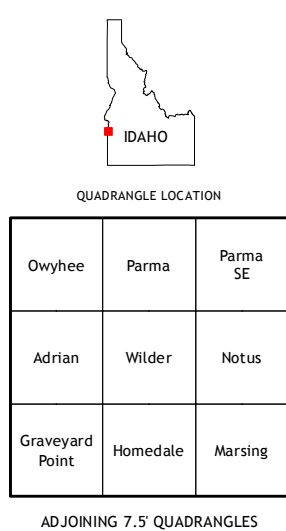 IDAHO
QUADRANGLE LOCATION
Owyhee
Parma
Parma
SE
Adrian
Wilder
Notus
Graveyard
Point
Homedale
Marsing
ADJOINING 7.5' QUADRANGLES